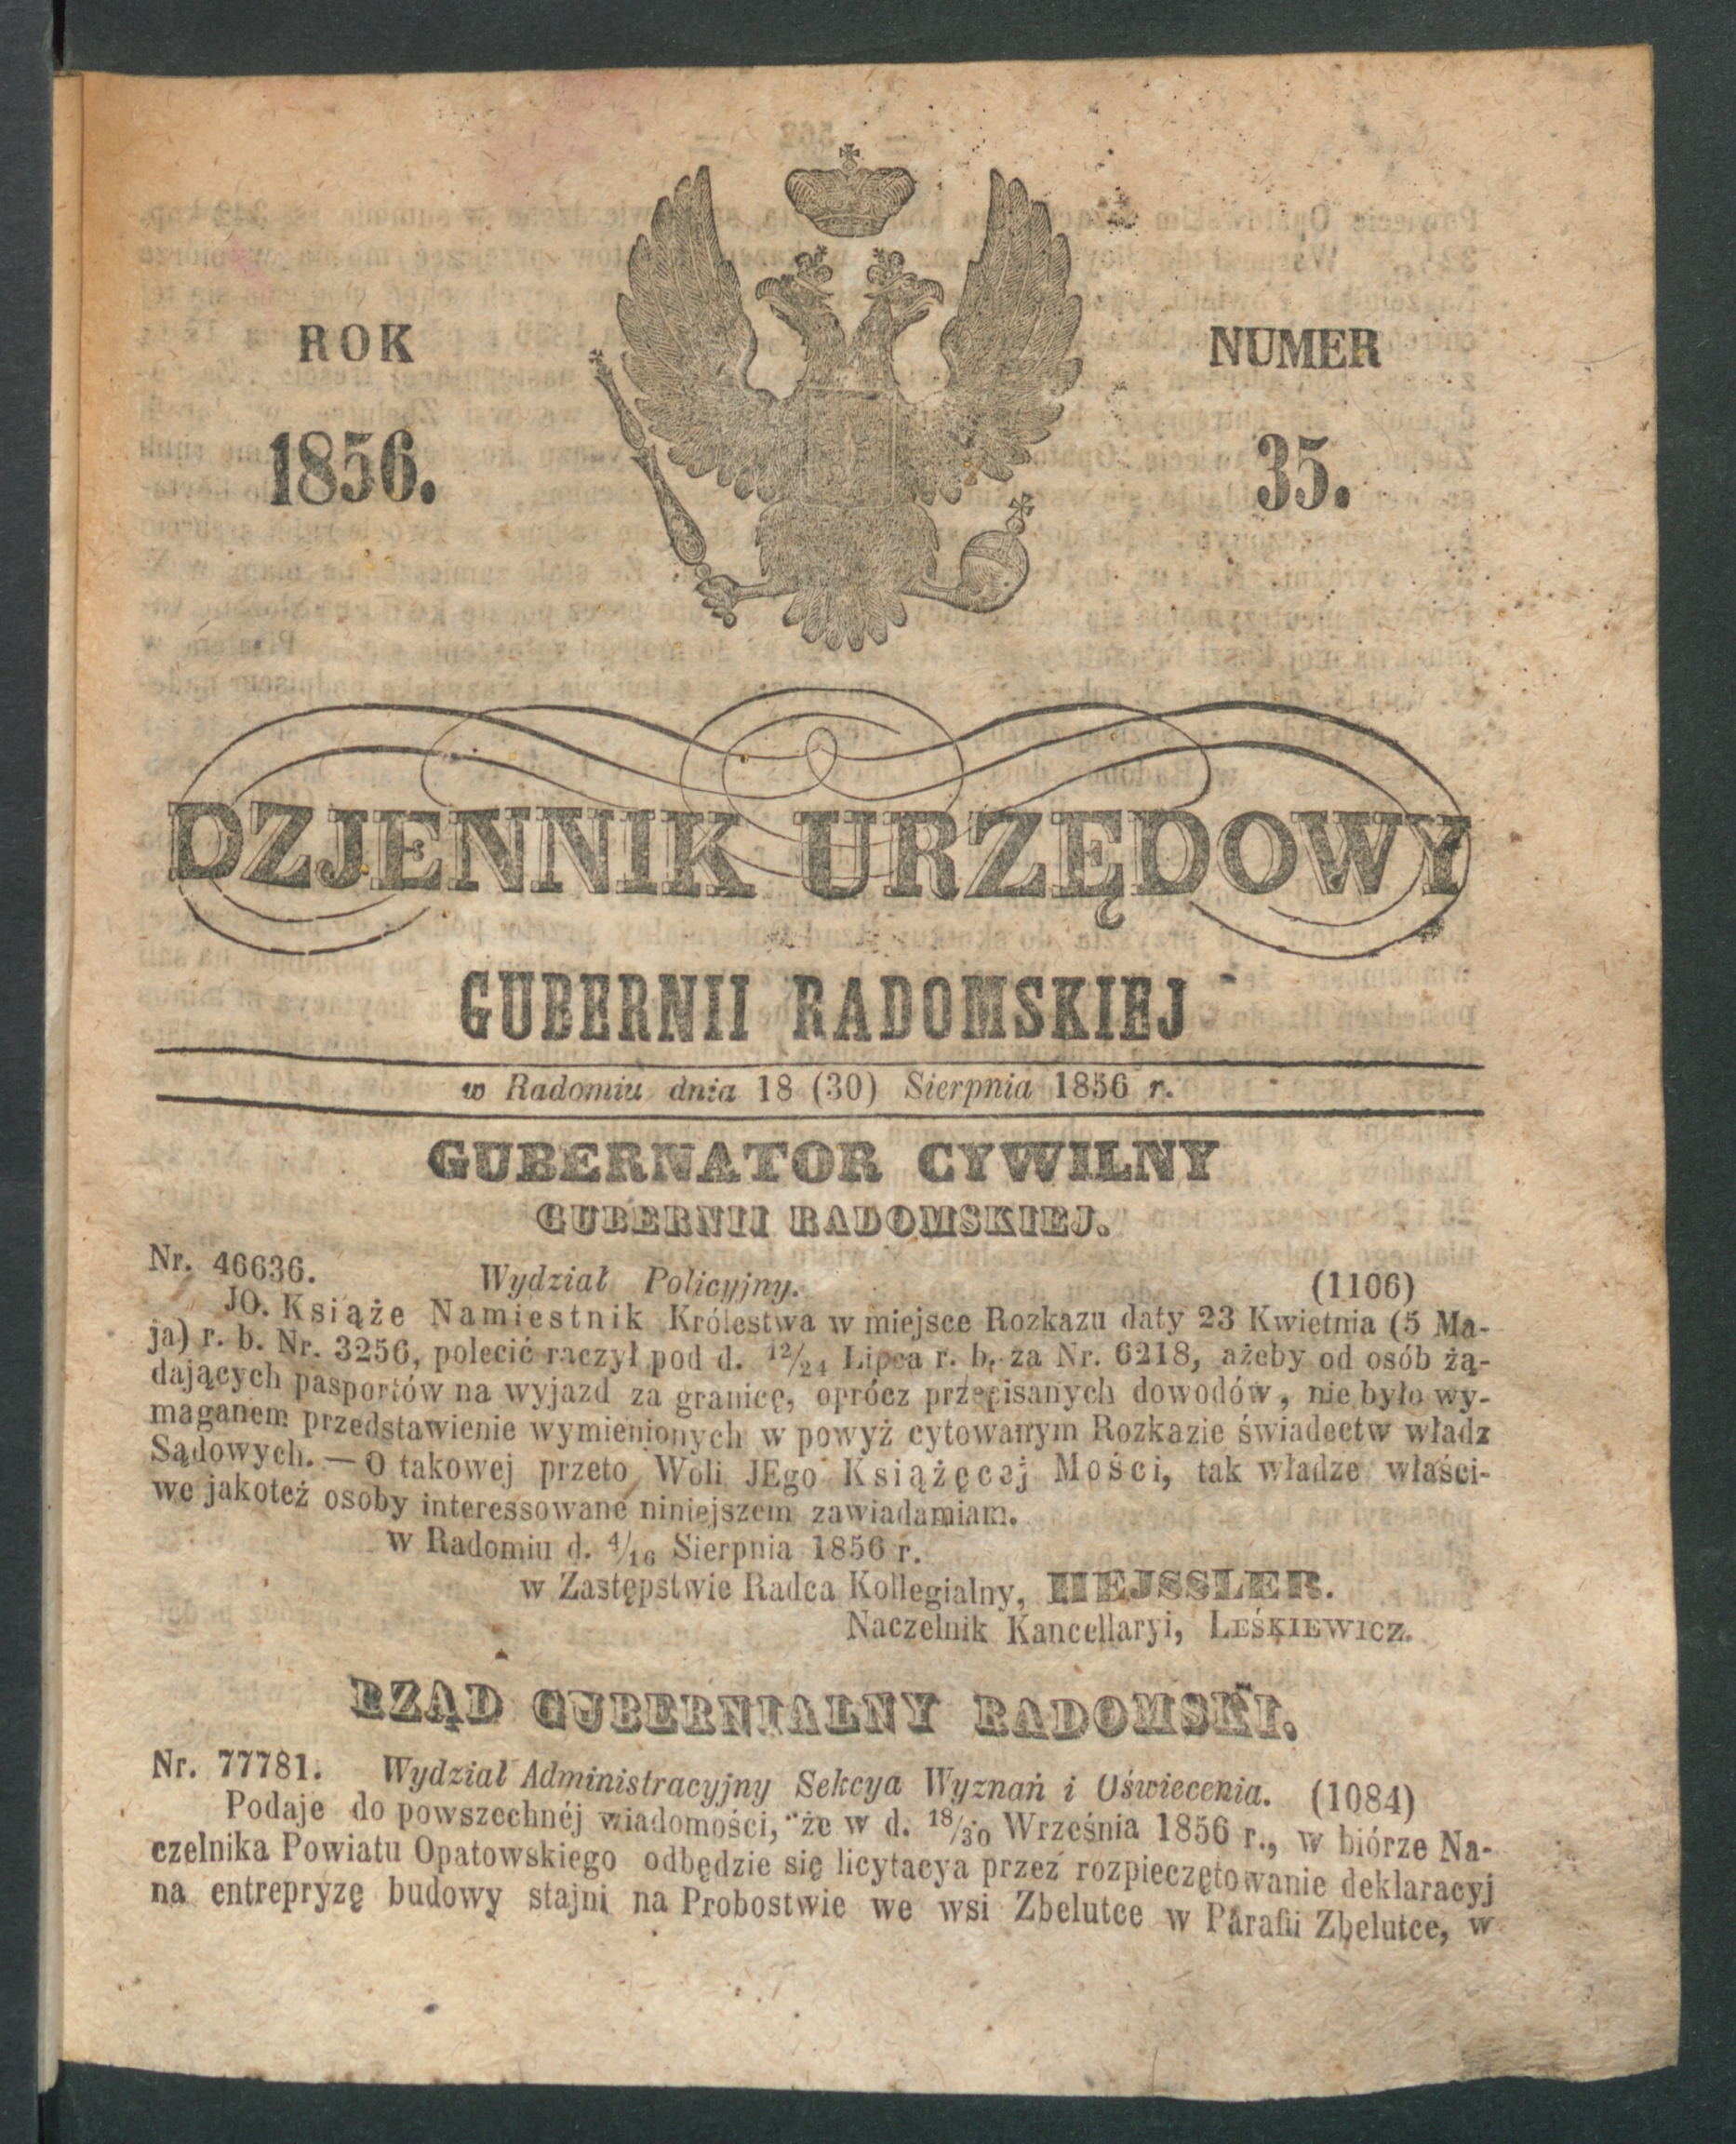 ROK
1856.
NUMER
35.
DZJENNIK URZĘDOWY
GUBERNII RADOMSKIEJ
w Radomiu dnia 18 (30) Sierpnia 1856 r.
GUBERNATOR CYWILNY
GUBERNII RADOMSKIEJ.
Nr. 46636. Wydział Policyjny. (1106)
JO. Książe Namiestnik Królestwa w miejsce Rozkazu daty 23 Kwietnia (5 Ma-
ja) r. b. Nr. 3256, polecić raczył pod d. 12/24 Lipca r. b. za Nr. 6218, ażeby od osób żą-
dających pasportów na wyjazd za granicę, oprócz przepisanych dowodów, nie było wy-
maganem przedstawienie wymienionych w powyż cytowanym Rozkazie świadectw władz
Sądowych. — O takowej przeto Woli JEgo Książęcej Mości, tak władze właści-
we jakoteż osoby interessowane niniejszem zawiadamiam.
w Radomiu d. 4/16 Sierpnia 1856 r.
w Zastępstwie Radca Kollegialny, HEJSSLER.
Naczelnik Kancellaryi, LEŚKIEWICZ.
RZĄD GUBERNIALNY RADOMSKI.
Nr. 77781. Wydział Administracyjny Sekcya Wyznań i Oświecenia. (1084)
Podaje do powszechnéj wiadomości, że w d. 18/30 Września 1856 r., w biórze Na-
czelnika Powiatu Opatowskiego odbędzie się licytacya przez rozpieczętowanie deklaracyj
na entrepryzę budowy stajni na Probostwie we wsi Zbelutce w Parafii Zbelutce, w